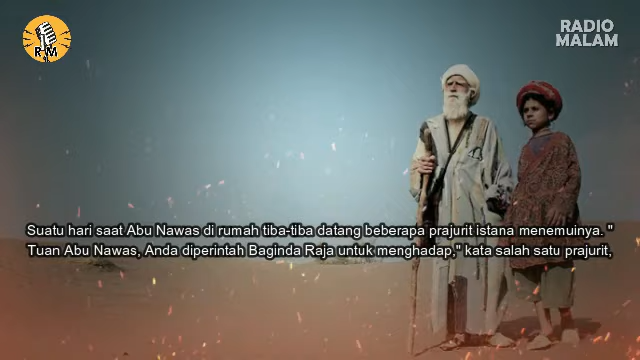 R M
RADIO
MALAM
Suatu hari saat Abu Nawas di rumah tiba-tiba datang beberapa prajurit istana menemuinya. "
Tuan Abu Nawas, Anda diperintah Baginda Raja untuk menghadap," kata salah satu prajurit,